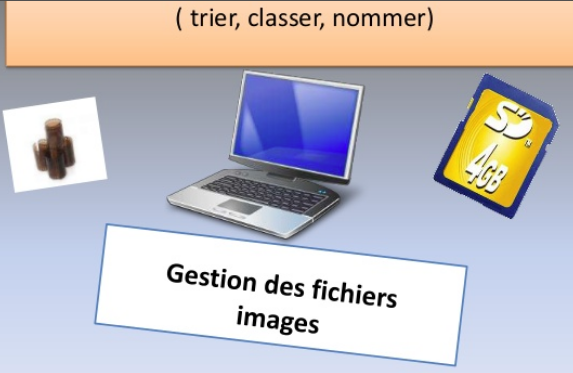 ( trier, classer, nommer)
SD
4GB
Gestion des fichiers
images